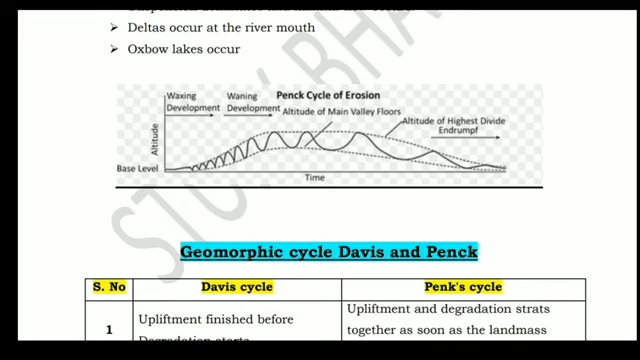 Deltas occur at the river mouth
Oxbow lakes occur
Waxing Development
Waning Development
Penck Cycle of Erosion
Altitude of Main Valley Floors
Altitude of Highest Divide
Endrumpf
Altitude
Base Level
Time
Geomorphic cycle Davis and Penck
S. No
Davis cycle
Penk's cycle
1
Upliftment finished before
Degradation starts
Upliftment and degradation strats
together as soon as the landmass